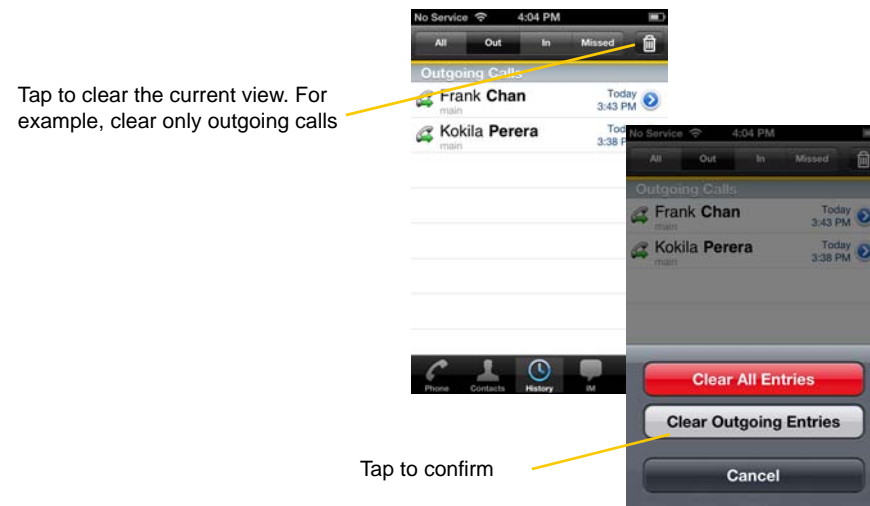 No Service 4:04 PM
All Out In Missed
Outgoing Calls
Frank Chan Today
main 3:43 PM
Kokila Perera
main 3:38
Phone Contacts History IM
Tap to clear the current view. For
example, clear only outgoing calls
No Service 4:04 PM
All Out In Missed
Outgoing Calls
Frank Chan Today
main 3:43 PM
Kokila Perera Today
main 3:38 PM
Clear All Entries
Clear Outgoing Entries
Cancel
Tap to confirm